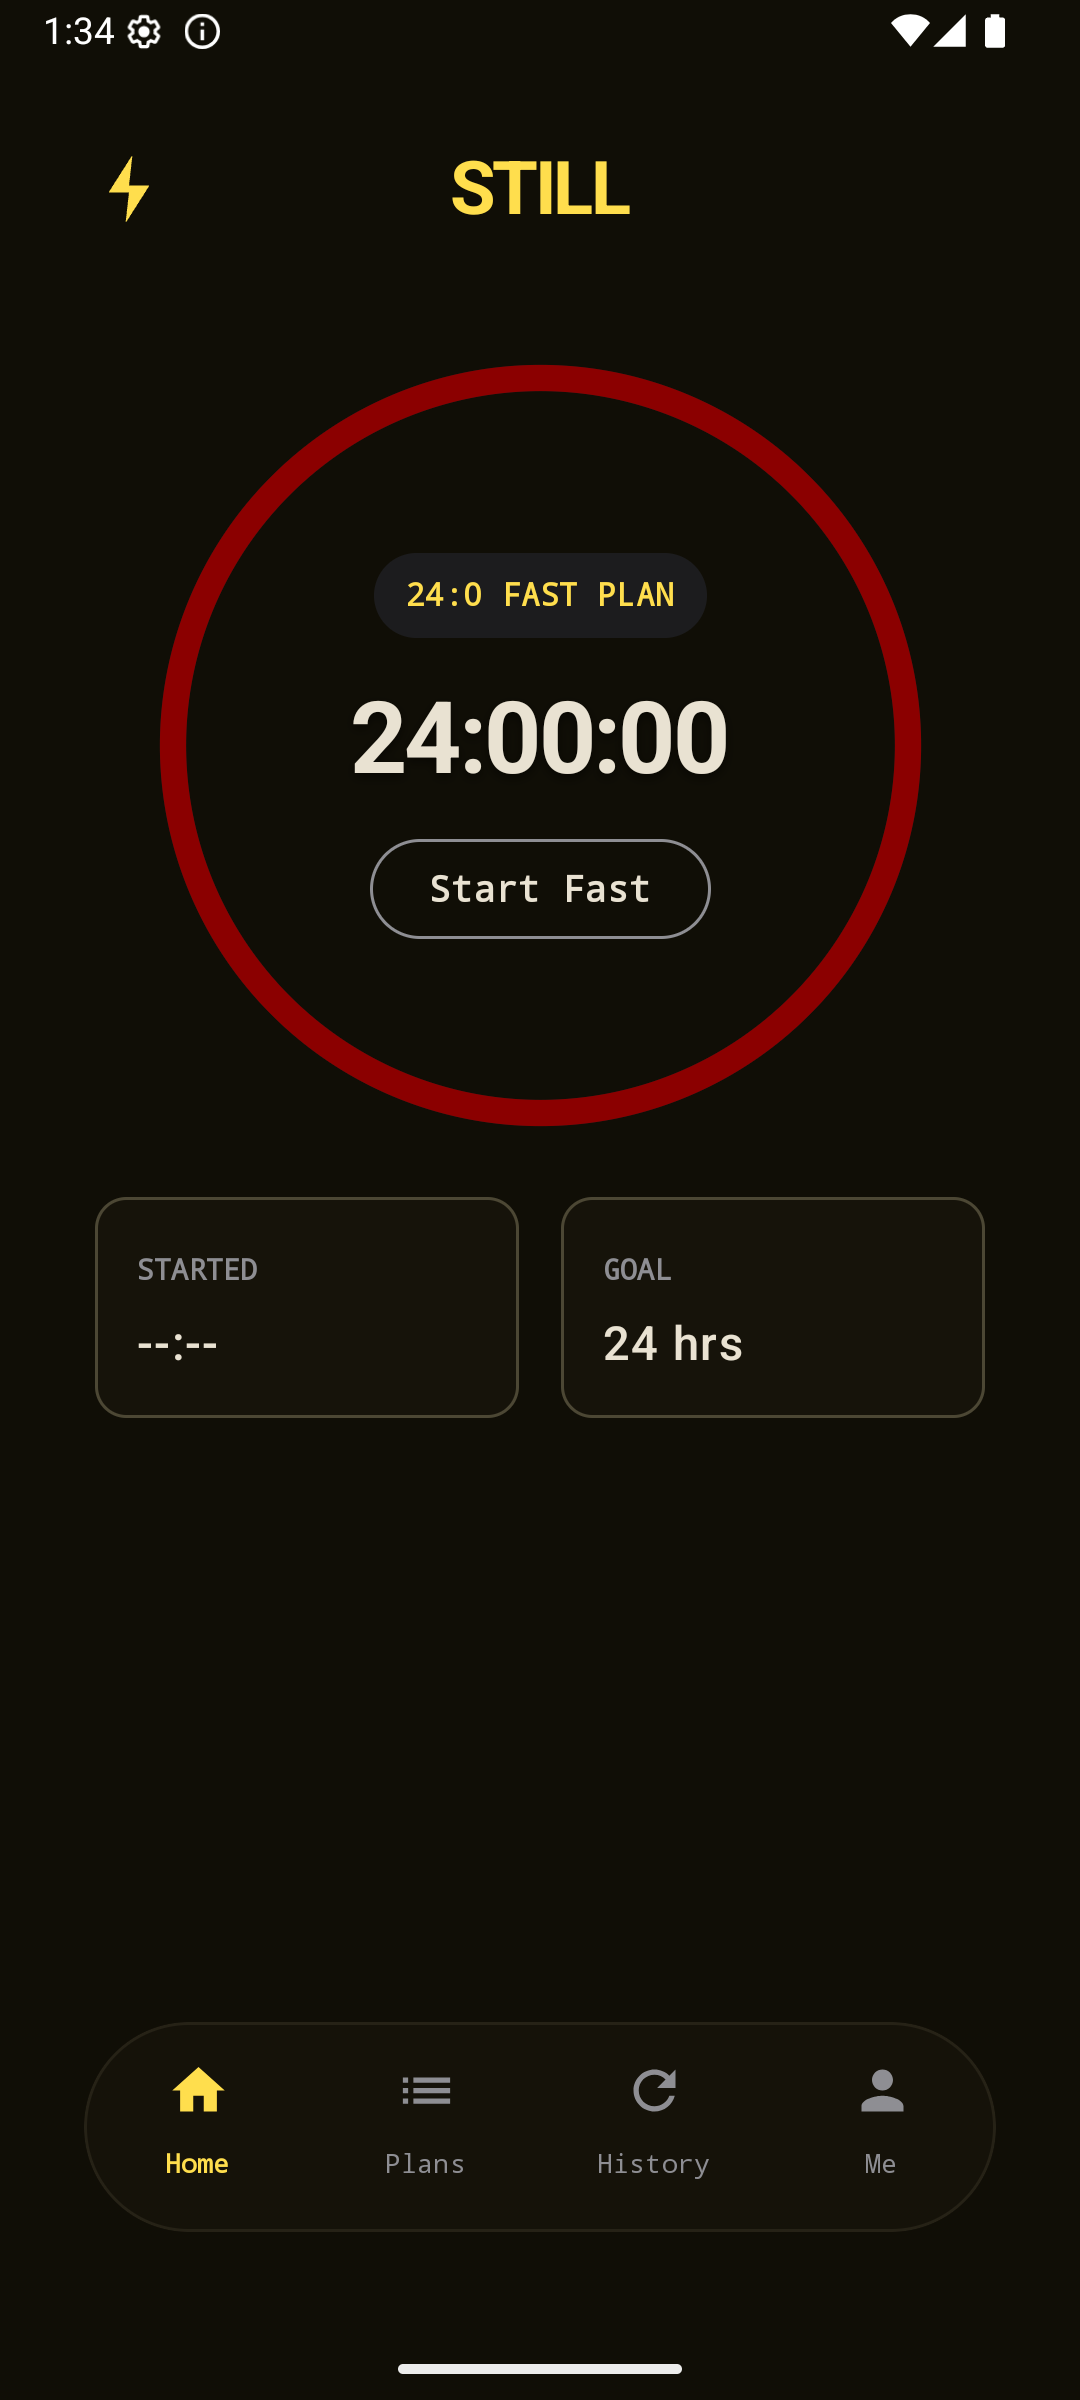 1:34
STILL
24:0 FAST PLAN
24:00:00
Start Fast
STARTED
--:--
GOAL
24 hrs
Home
Plans
History
Me